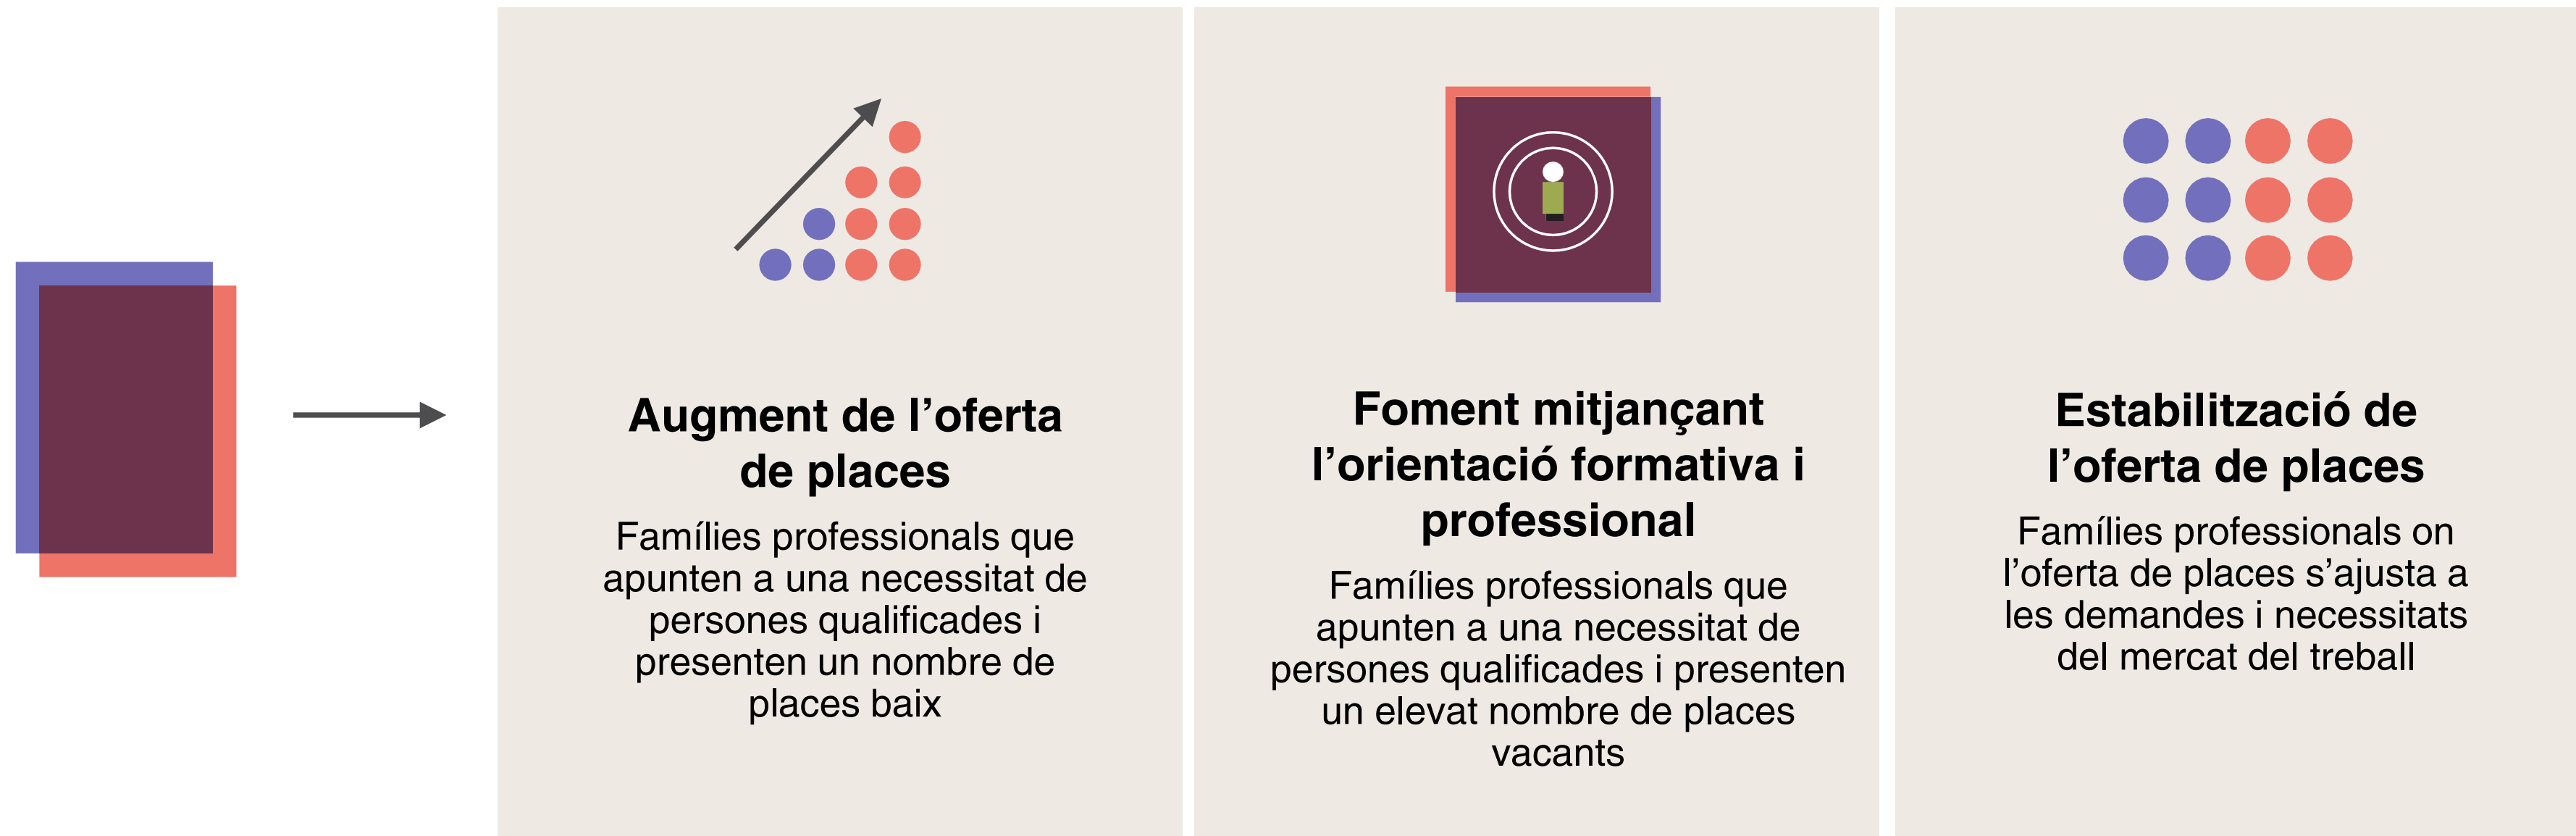 Augment de l’oferta
de places
Famílies professionals que
apunten a una necessitat de
persones qualificades i
presenten un nombre de
places baix
Foment mitjançant
l’orientació formativa i
professional
Famílies professionals que
apunten a una necessitat de
persones qualificades i presenten
un elevat nombre de places
vacants
Estabilització de
l’oferta de places
Famílies professionals on
l’oferta de places s’ajusta a
les demandes i necessitats
del mercat del treball